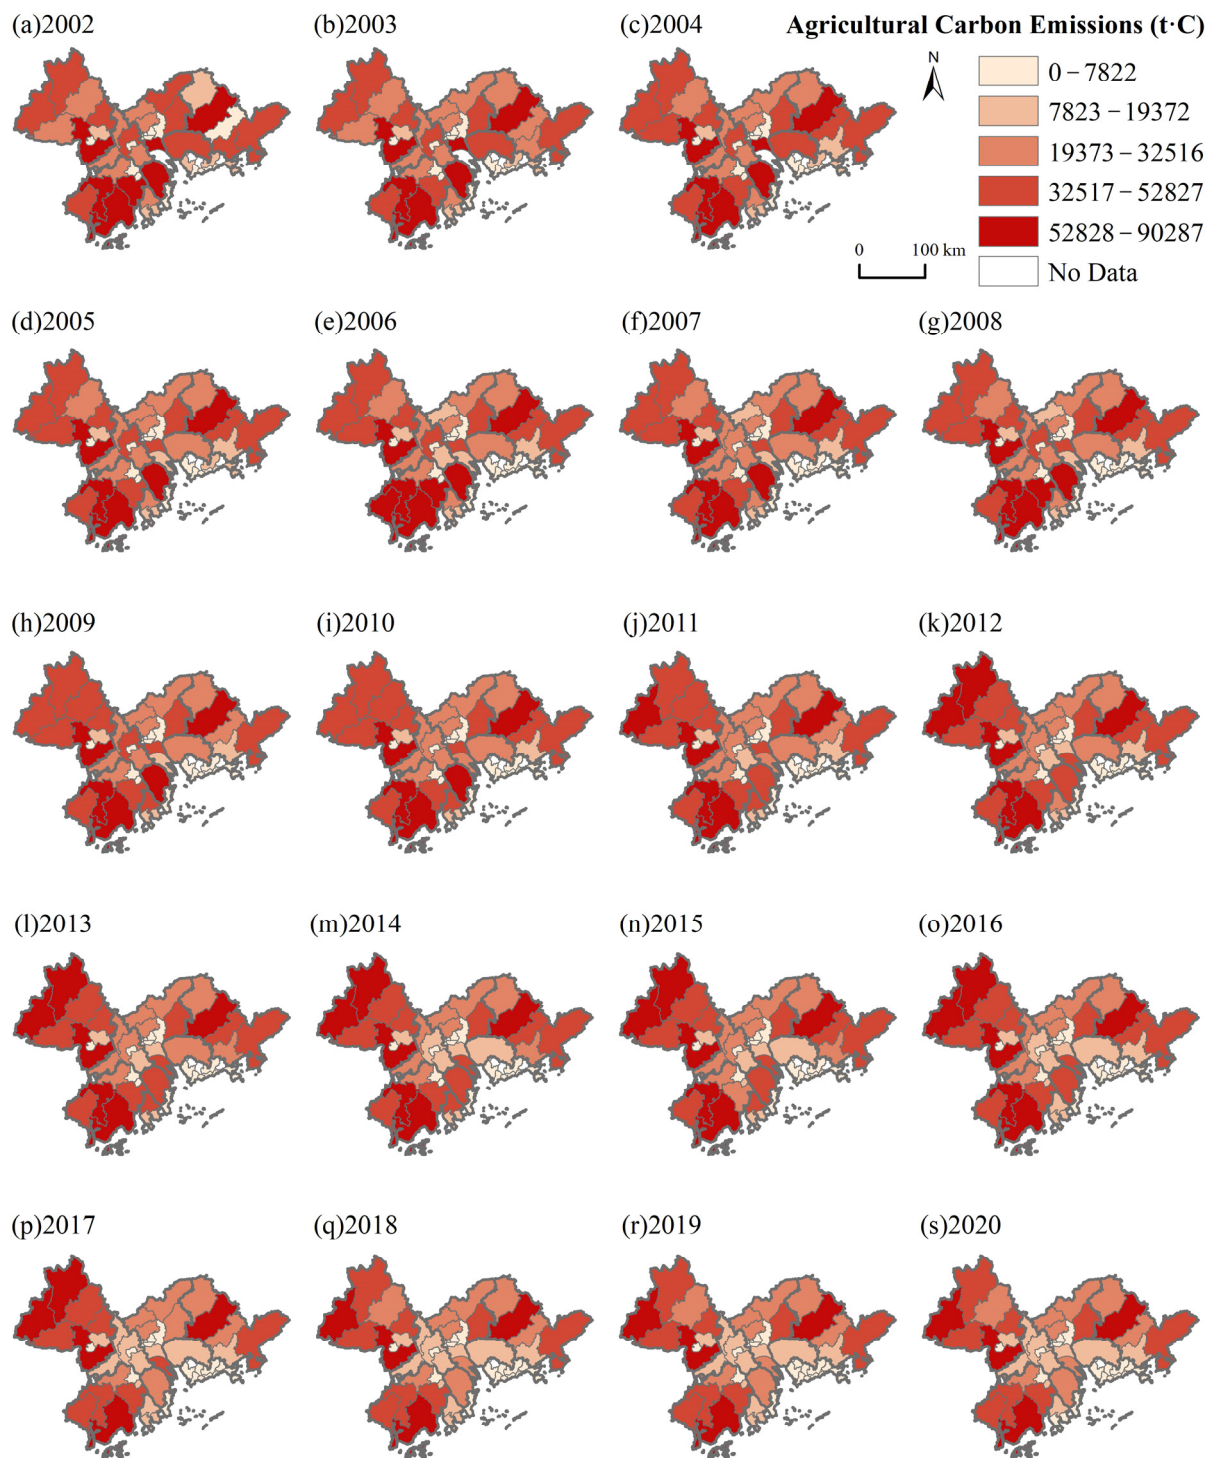 (a)2002
(b)2003
(c)2004
Agricultural Carbon Emissions (t·C)
N
0 – 7822
7823 – 19372
19373 – 32516
32517 – 52827
52828 – 90287
No Data
0 100 km
(d)2005
(e)2006
(f)2007
(g)2008
(h)2009
(i)2010
(j)2011
(k)2012
(l)2013
(m)2014
(n)2015
(o)2016
(p)2017
(q)2018
(r)2019
(s)2020